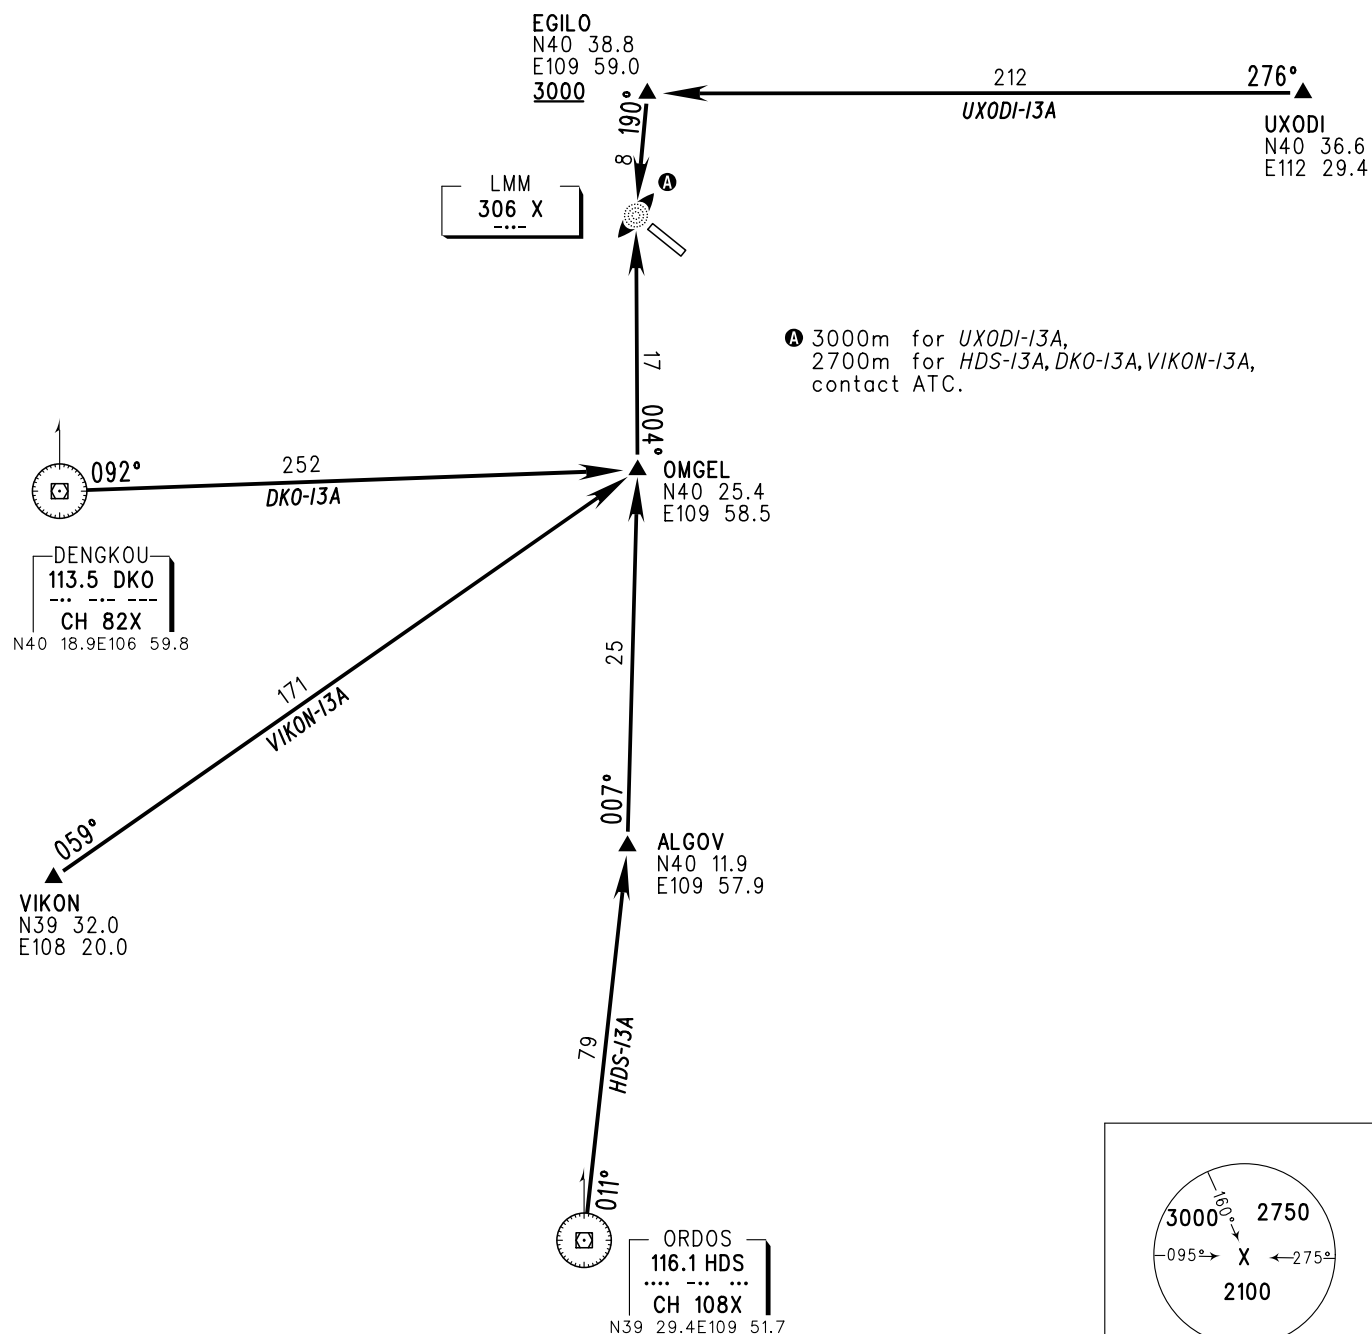 EGILO
N40 38.8
E109 59.0
3000
190°
8
212
276°
UXODI-13A
UXODI
N40 36.6
E112 29.4
LMM
306 X
-··-
A
17
004°
A 3000m for UXODI-13A,
2700m for HDS-13A, DKO-13A, VIKON-13A,
contact ATC.
092°
252
DKO-13A
OMGEL
N40 25.4
E109 58.5
DENGKOU
113.5 DKO
-·· -·- ---
CH 82X
N40 18.9E106 59.8
171
VIKON-13A
059°
VIKON
N39 32.0
E108 20.0
25
007°
ALGOV
N40 11.9
E109 57.9
79
HDS-13A
011°
ORDOS
116.1 HDS
···· -·· ···
CH 108X
N39 29.4E109 51.7
160°
3000
2750
095°
X
275°
2100